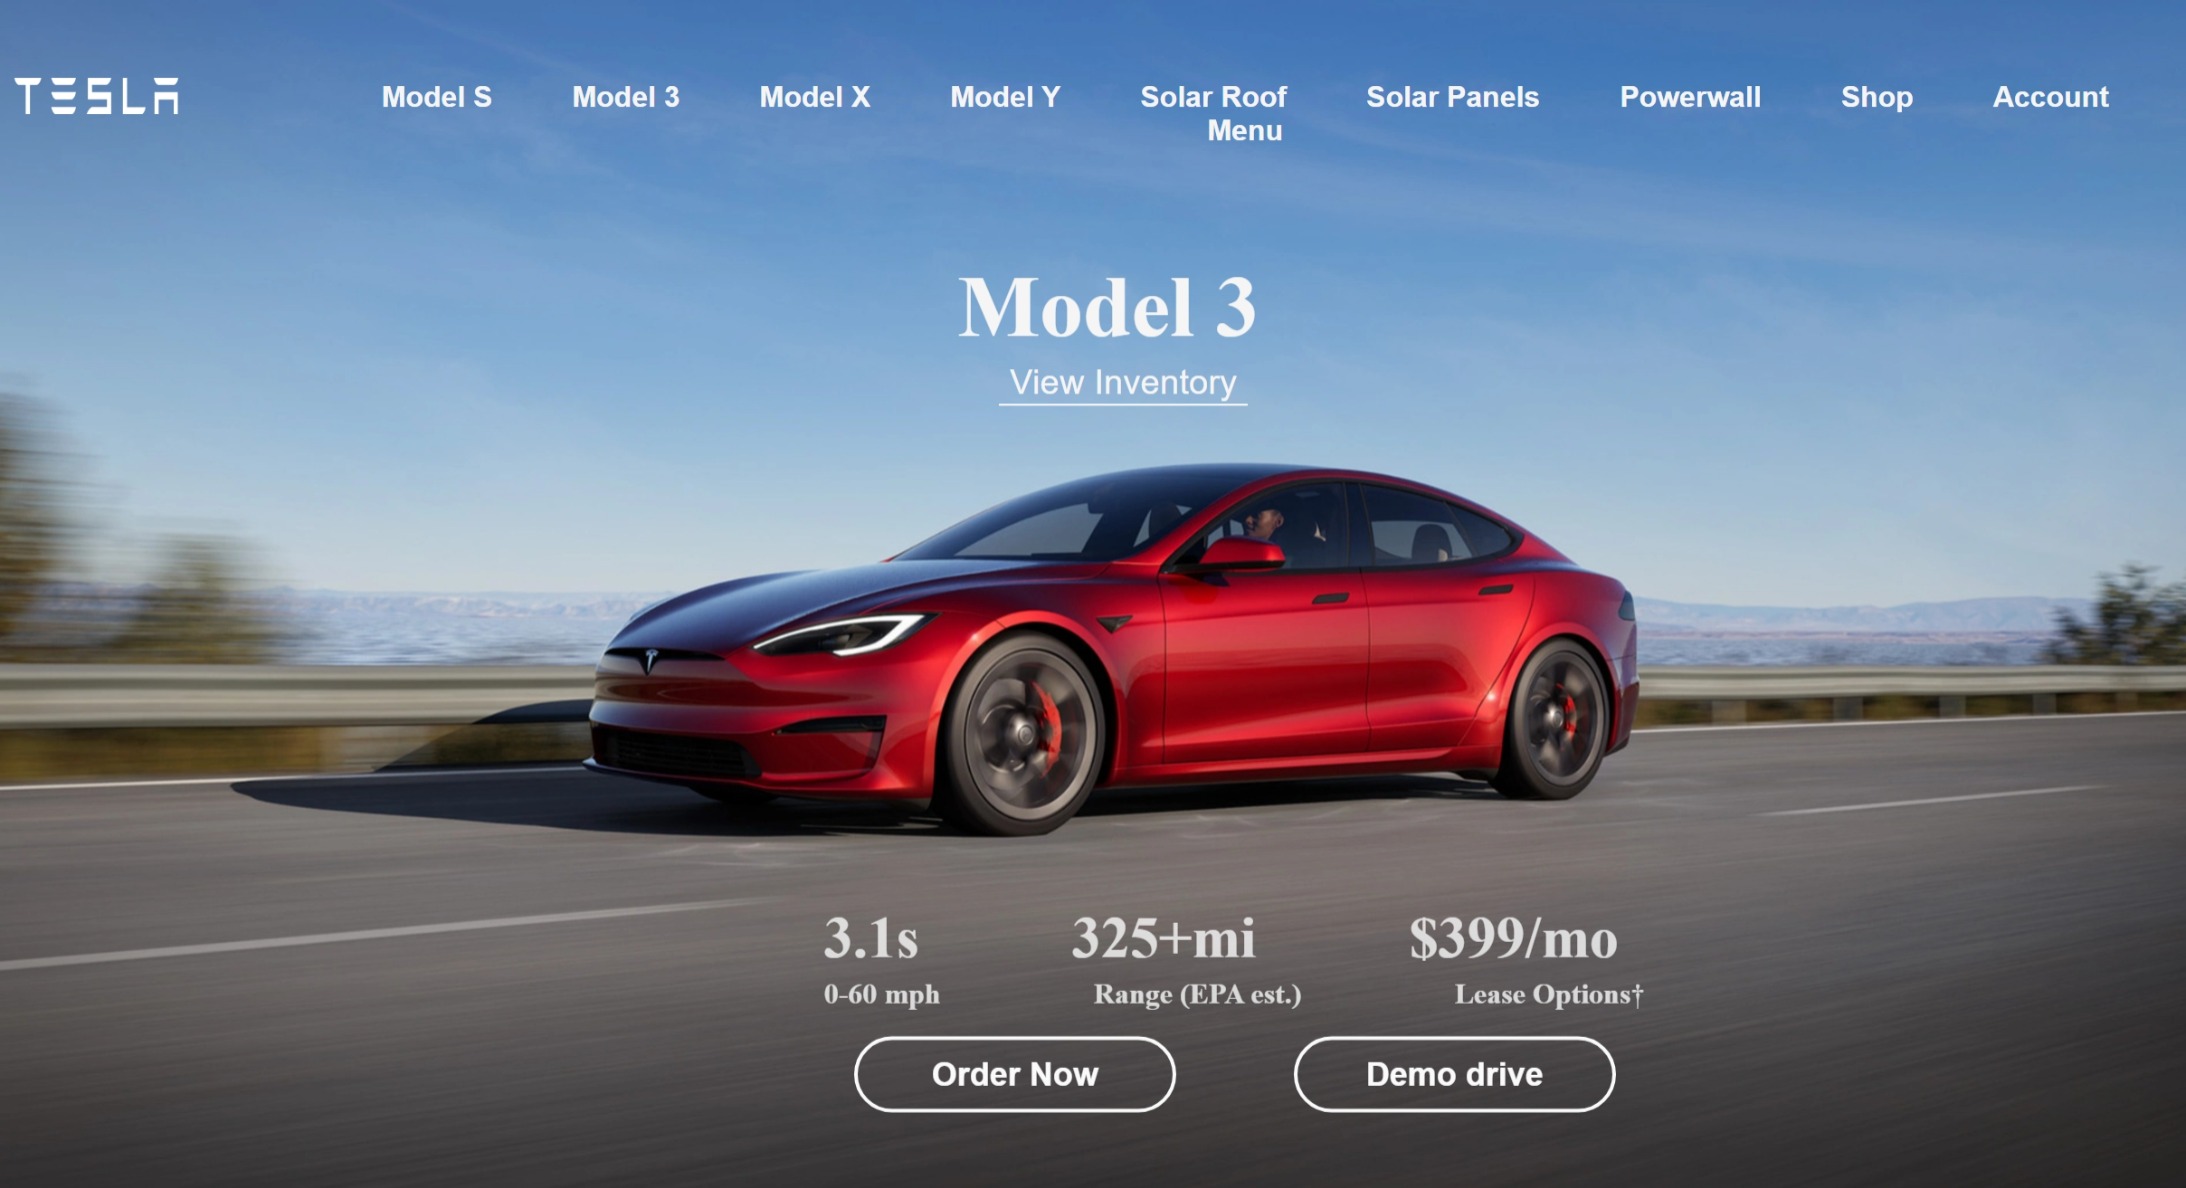 TESLA
Model S Model 3 Model X Model Y Solar Roof Solar Panels Powerwall Shop Account
Menu
Model 3
View Inventory
3.1s 325+mi $399/mo
0-60 mph Range (EPA est.) Lease Options†
Order Now Demo drive